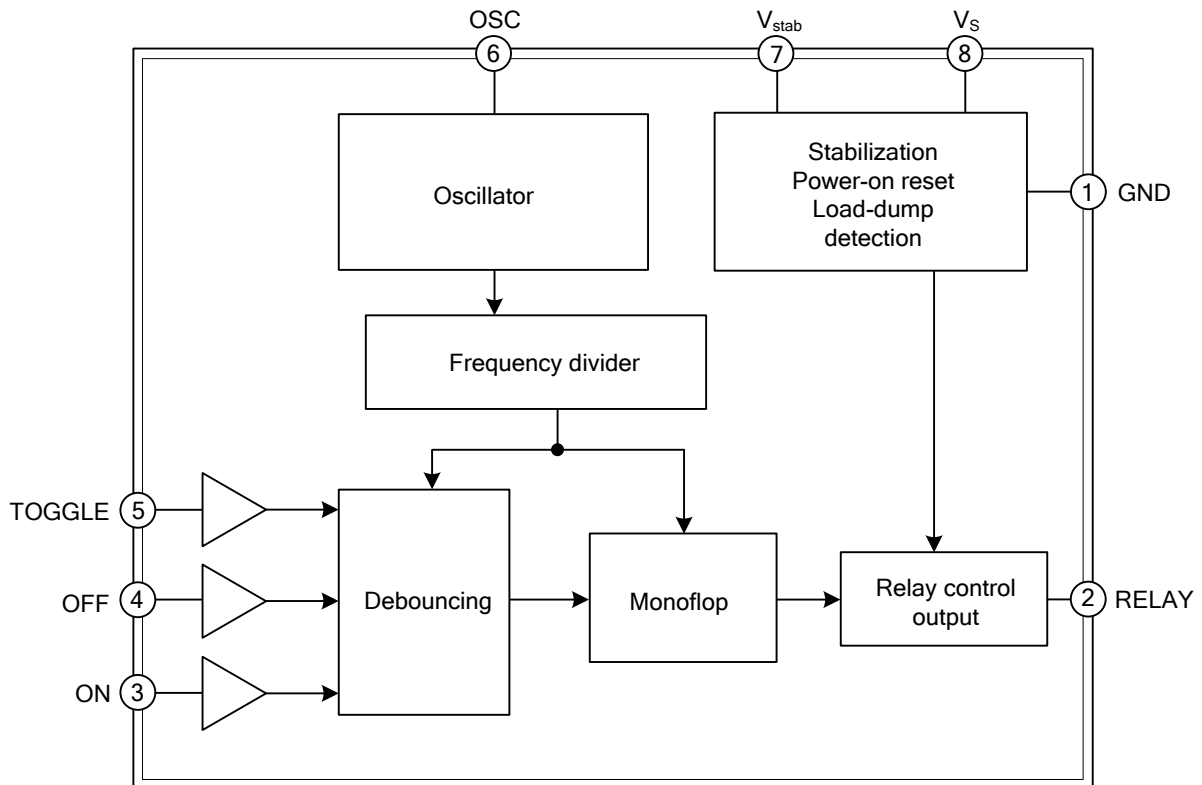 OSC
V_stab
V_S
6
7
8
Oscillator
Stabilization
Power-on reset
Load-dump
detection
1
GND
Frequency divider
TOGGLE
5
OFF
4
ON
3
Debouncing
Monoflop
Relay control
output
2
RELAY